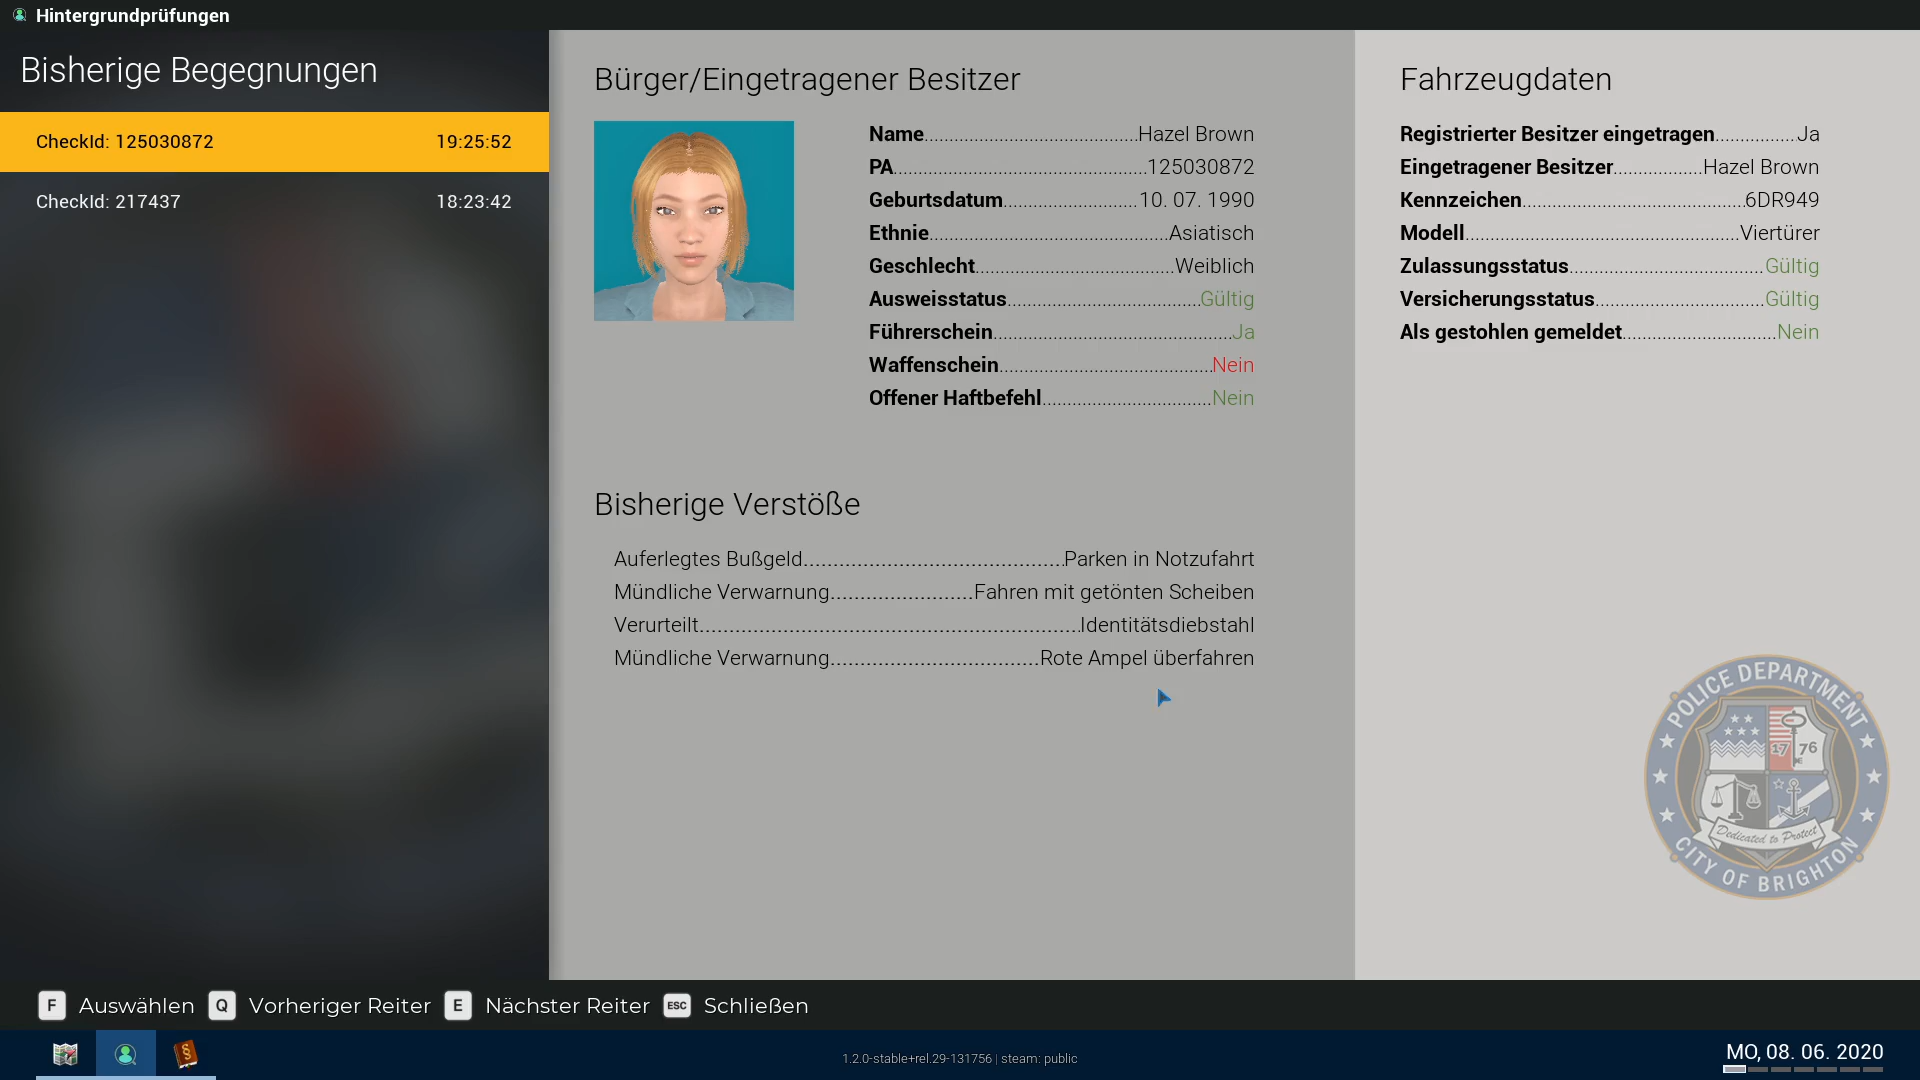 Hintergrundprüfungen
Bisherige Begegnungen
CheckId: 125030872 19:25:52
CheckId: 217437 18:23:42
Bürger/Eingetragener Besitzer
Name Hazel Brown
PA 125030872
Geburtsdatum 10. 07. 1990
Ethnie Asiatisch
Geschlecht Weiblich
Ausweisstatus Gültig
Führerschein Ja
Waffenschein Nein
Offener Haftbefehl Nein
Bisherige Verstöße
Auferlegtes Bußgeld Parken in Notzufahrt
Mündliche Verwarnung Fahren mit getönten Scheiben
Verurteilt Identitätsdiebstahl
Mündliche Verwarnung Rote Ampel überfahren
Fahrzeugdaten
Registrierter Besitzer eingetragen Ja
Eingetragener Besitzer Hazel Brown
Kennzeichen 6DR949
Modell Viertürer
Zulassungsstatus Gültig
Versicherungsstatus Gültig
Als gestohlen gemeldet Nein
POLICE DEPARTMENT
17 76
Dedicated to Protect
CITY OF BRIGHTON
F Auswählen Q Vorheriger Reiter E Nächster Reiter ESC Schließen
§
1.2.0-stable+rel.29-131756 | steam: public
MO, 08. 06. 2020